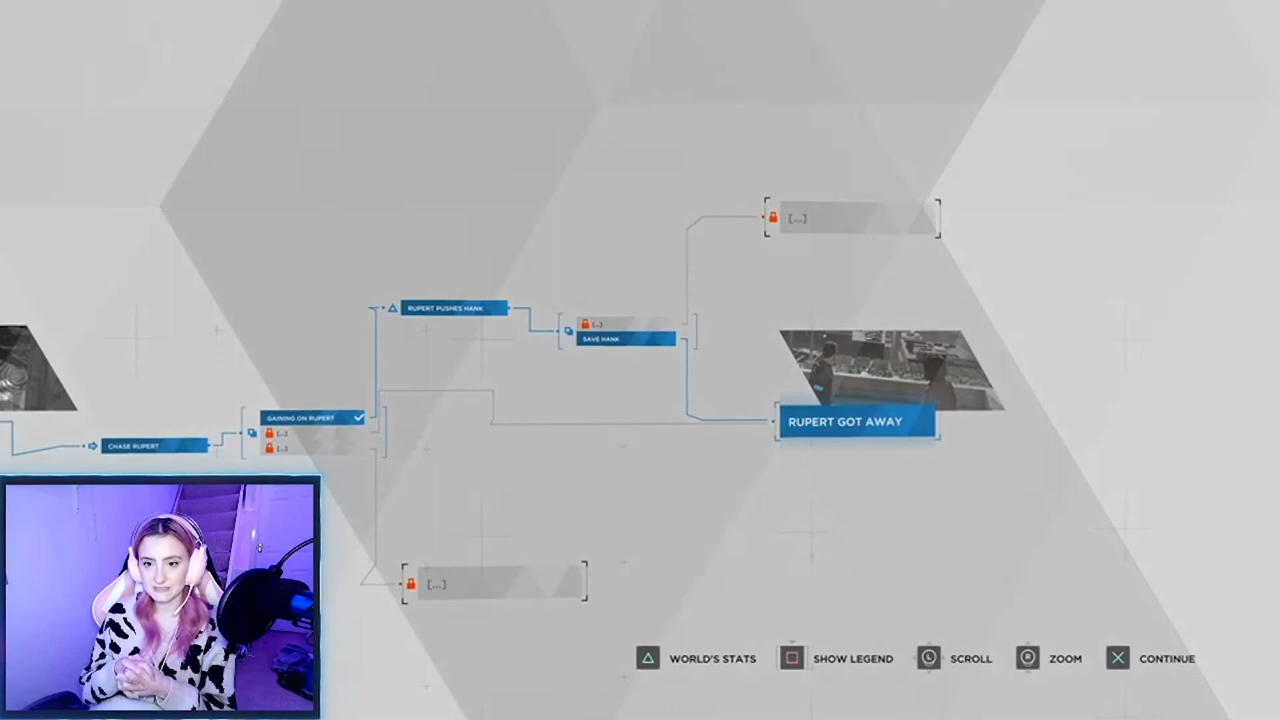 [...]
RUPERT PUSHES HANK
[...]
SAVE HANK
GAINING ON RUPERT
RUPERT GOT AWAY
[...]
CHASE RUPERT
[...]
[...]
WORLD'S STATS
SHOW LEGEND
L
SCROLL
R
ZOOM
CONTINUE